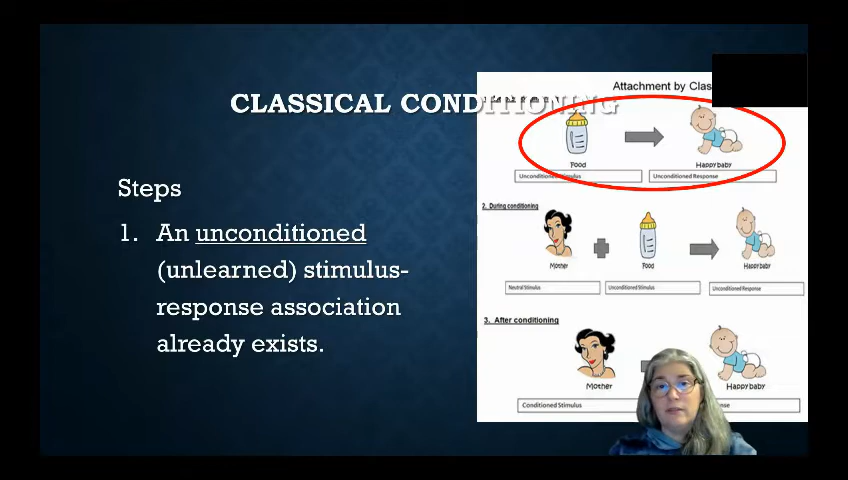 CLASSICAL CONDITIONING
Steps
1. An unconditioned
(unlearned) stimulus-
response association
already exists.
Attachment by Clas
Food
Happy baby
Unconditioned Stimulus
Unconditioned Response
2. During conditioning
Mother
Food
Happy baby
Neutral Stimulus
Unconditioned Stimulus
Unconditioned Response
3. After conditioning
Mother
Happy baby
Conditioned Stimulus